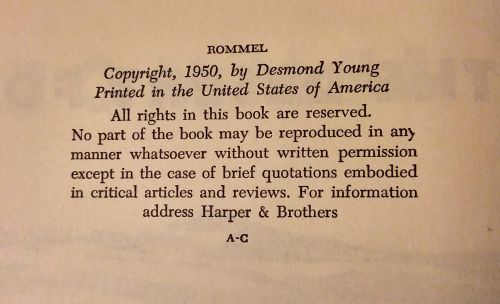 ROMMEL
Copyright, 1950, by Desmond Young
Printed in the United States of America
All rights in this book are reserved.
No part of the book may be reproduced in any
manner whatsoever without written permission
except in the case of brief quotations embodied
in critical articles and reviews. For information
address Harper & Brothers
A-C